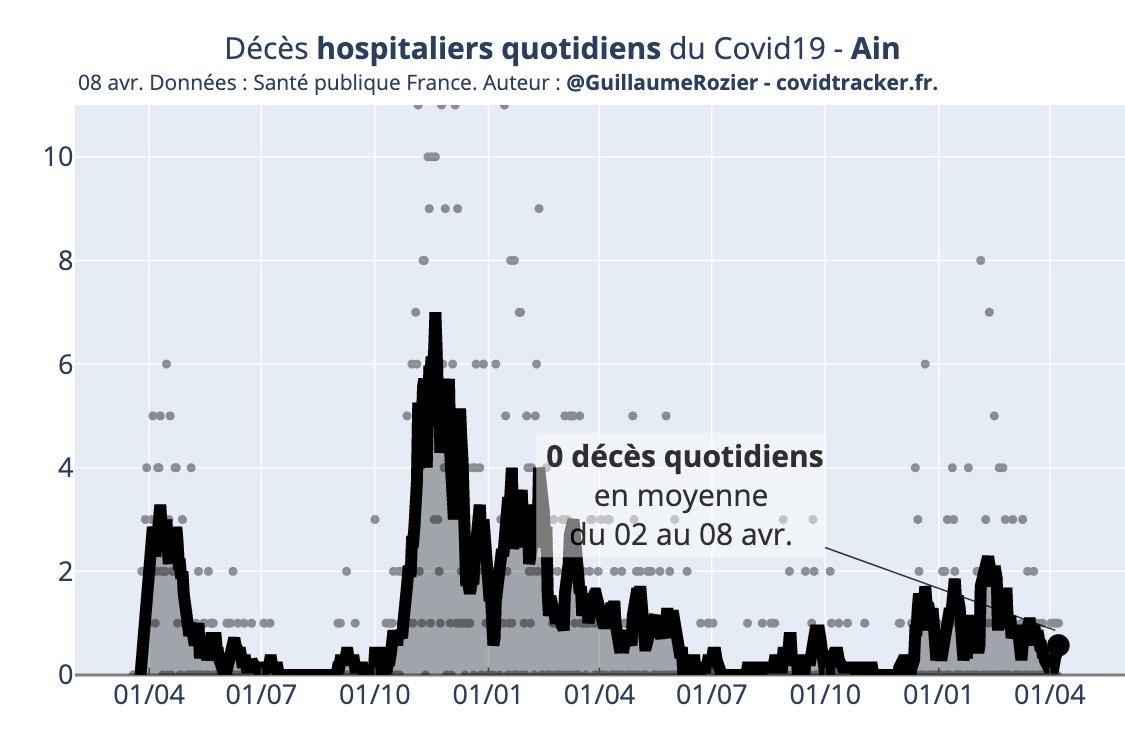 Décès hospitaliers quotidiens du Covid19 - Ain
08 avr. Données : Santé publique France. Auteur : @GuillaumeRozier - covidtracker.fr.
10
8
6
4
2
0
0 décès quotidiens
en moyenne
du 02 au 08 avr.
01/04 01/07 01/10 01/01 01/04 01/07 01/10 01/01 01/04